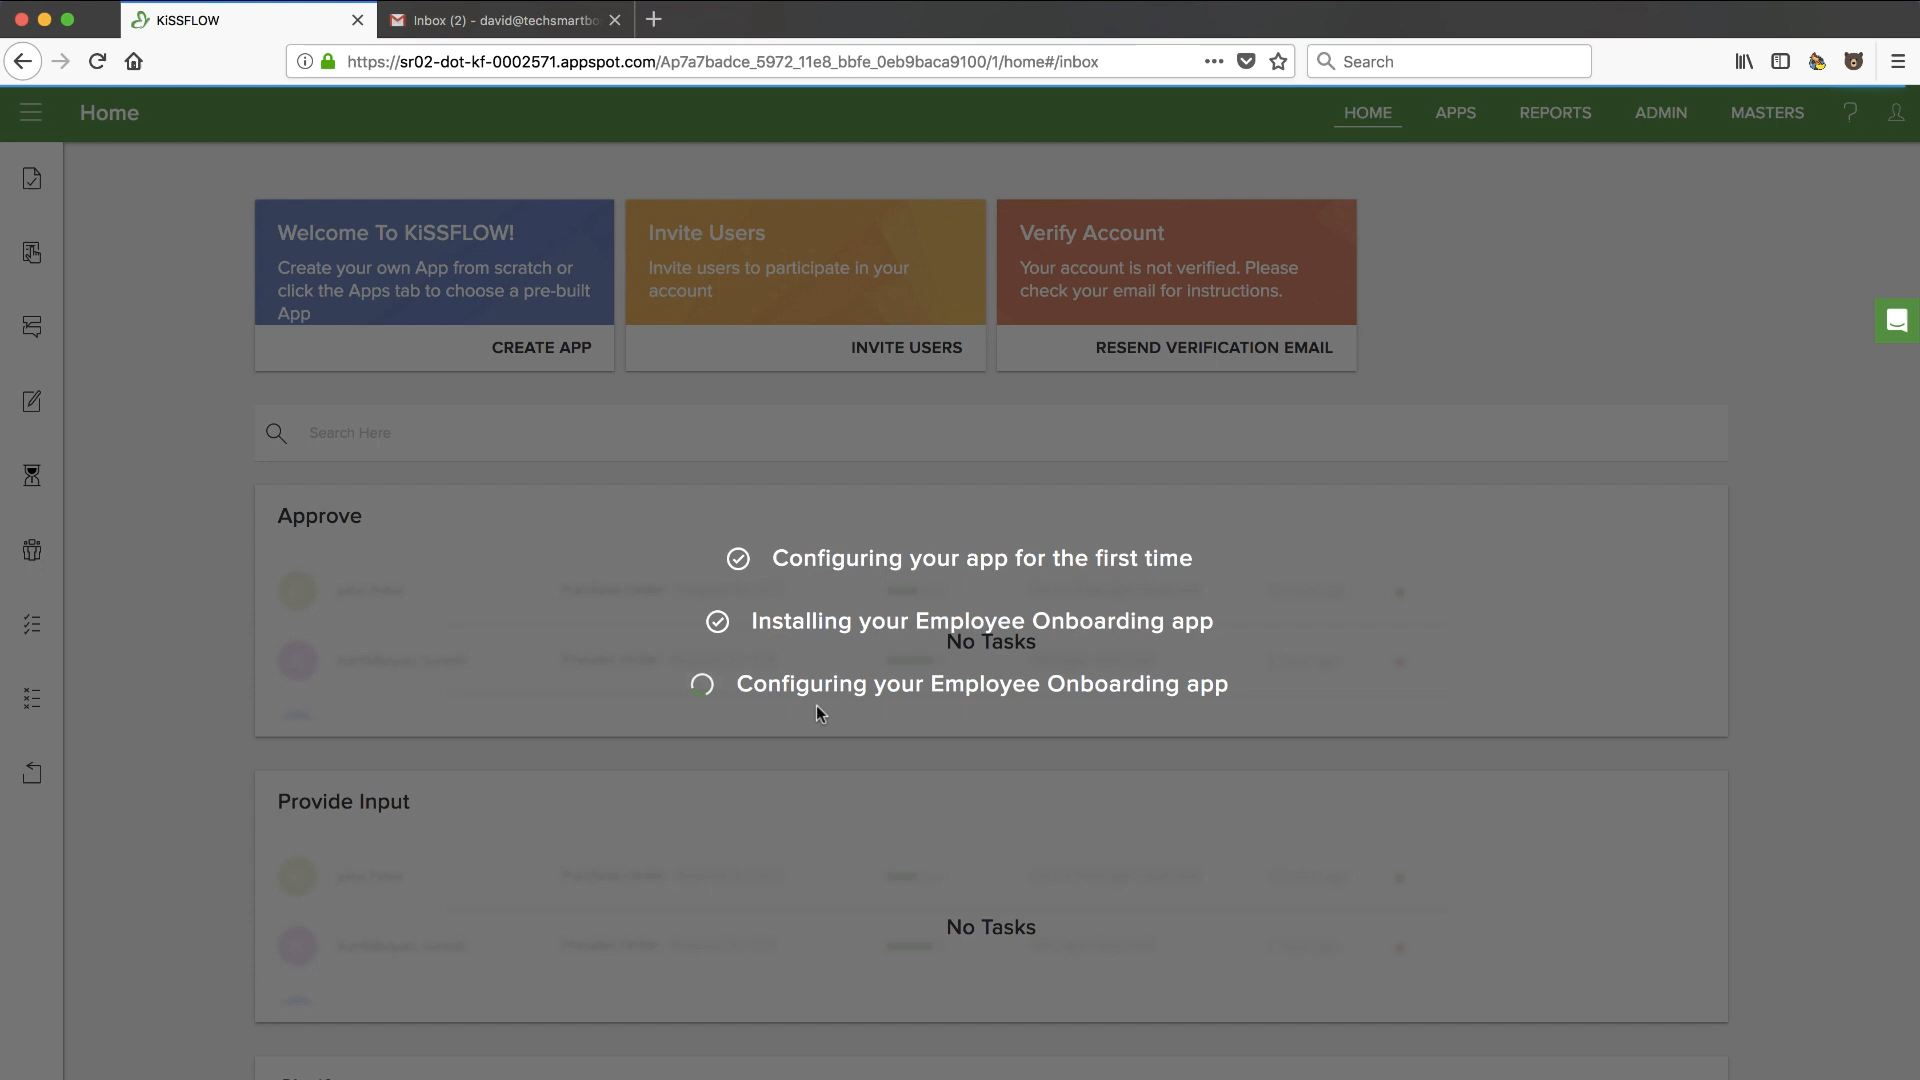 KiSSFLOW
Inbox (2) - david@techsmartbo
https://sr02-dot-kf-0002571.appspot.com/Ap7a7badce_5972_11e8_bbfe_0eb9baca9100/1/home#/inbox
Search
Home
HOME
APPS
REPORTS
ADMIN
MASTERS
Welcome To KiSSFLOW!
Create your own App from scratch or
click the Apps tab to choose a pre-built
App
CREATE APP
Invite Users
Invite users to participate in your
account
INVITE USERS
Verify Account
Your account is not verified. Please
check your email for instructions.
RESEND VERIFICATION EMAIL
Search Here
Approve
Configuring your app for the first time
Installing your Employee Onboarding app
No Tasks
Configuring your Employee Onboarding app
Provide Input
No Tasks